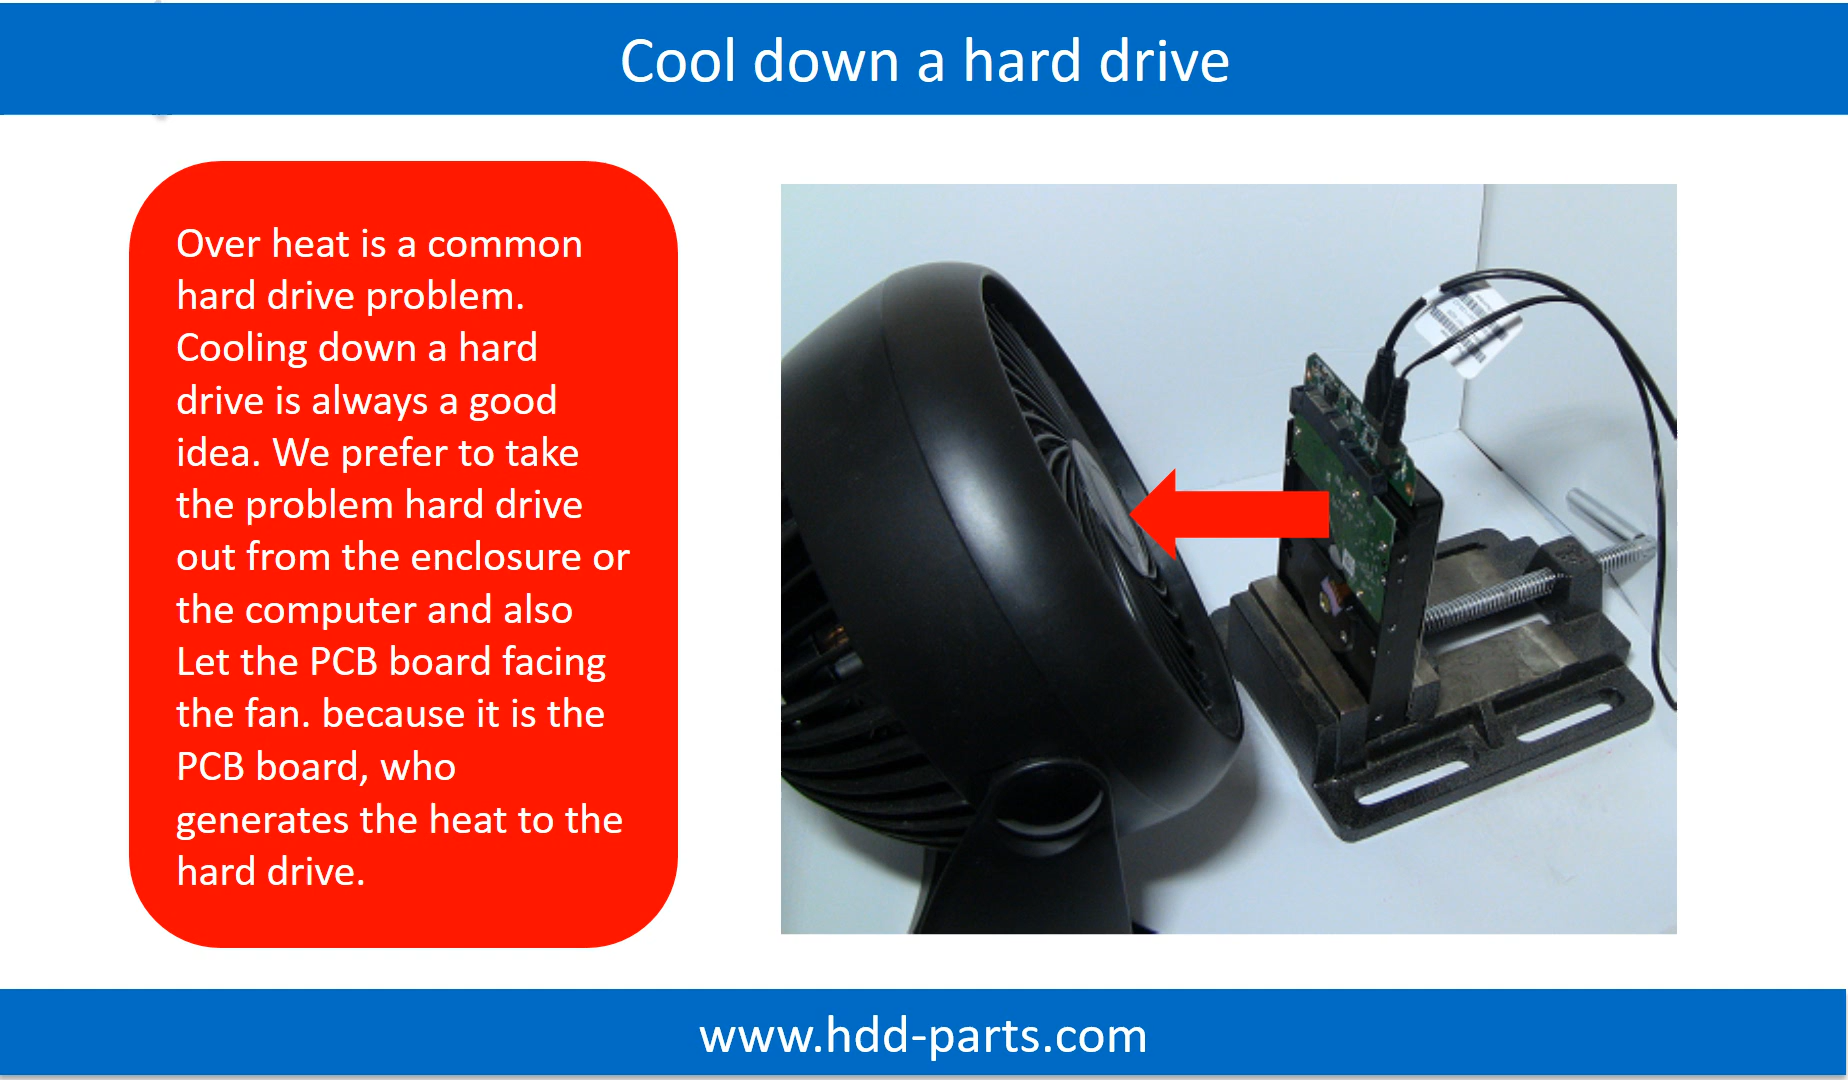 Cool down a hard drive
Over heat is a common
hard drive problem.
Cooling down a hard
drive is always a good
idea. We prefer to take
the problem hard drive
out from the enclosure or
the computer and also
Let the PCB board facing
the fan. because it is the
PCB board, who
generates the heat to the
hard drive.
www.hdd-parts.com